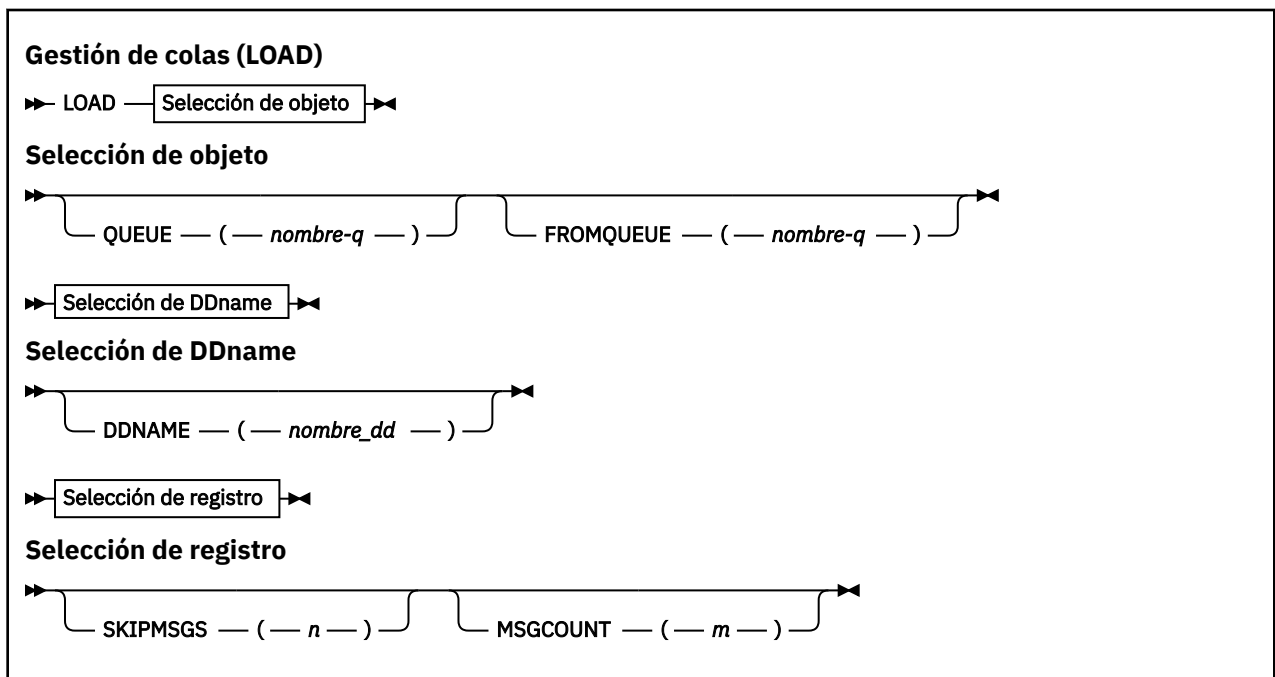 Gestión de colas (LOAD)
LOAD Selección de objeto
Selección de objeto
QUEUE ( nombre-q ) FROMQUEUE ( nombre-q )
Selección de DDname
Selección de DDname
DDNAME ( nombre_dd )
Selección de registro
Selección de registro
SKIPMSGS ( n ) MSGCOUNT ( m )